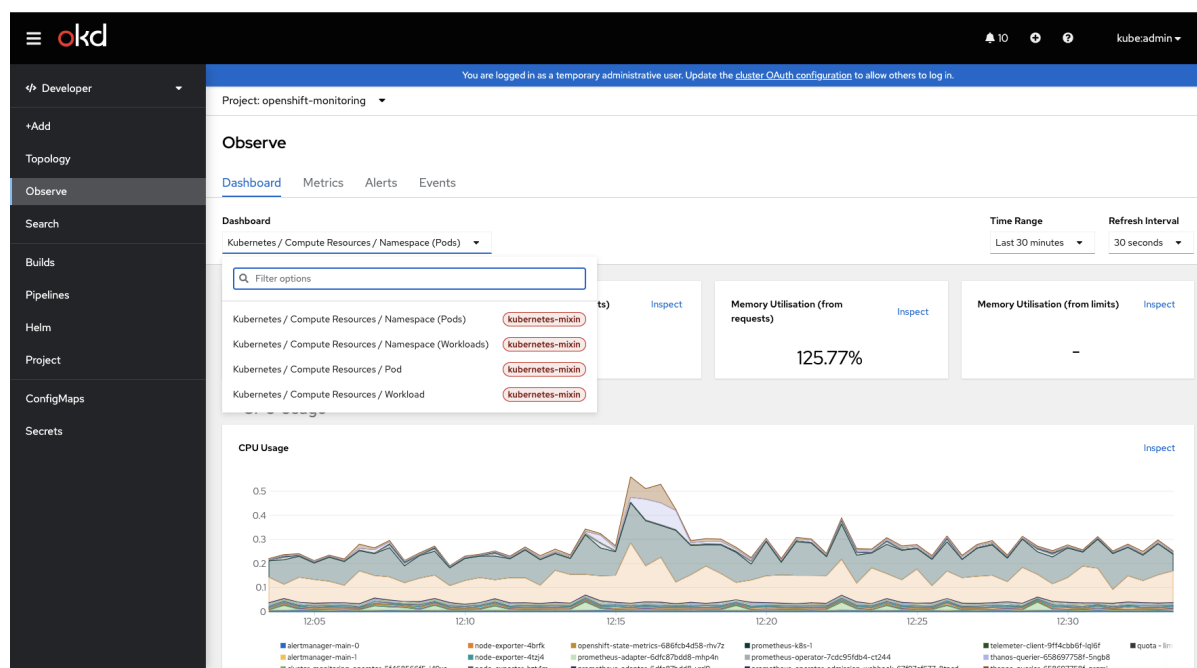 okd
10
kube:admin
You are logged in as a temporary administrative user. Update the cluster OAuth configuration to allow others to log in.
Developer
+Add
Topology
Observe
Search
Builds
Pipelines
Helm
Project
ConfigMaps
Secrets
Project: openshift-monitoring
Observe
Dashboard Metrics Alerts Events
Dashboard
Kubernetes / Compute Resources / Namespace (Pods)
Time Range
Last 30 minutes
Refresh Interval
30 seconds
Filter options
Kubernetes / Compute Resources / Namespace (Pods) kubernetes-mixin
Kubernetes / Compute Resources / Namespace (Workloads) kubernetes-mixin
Kubernetes / Compute Resources / Pod kubernetes-mixin
Kubernetes / Compute Resources / Workload kubernetes-mixin
ts) Inspect
Memory Utilisation (from
requests)
Inspect
125.77%
Memory Utilisation (from limits) Inspect
-
CPU Usage
Inspect
0.5
0.4
0.3
0.2
0.1
0
12:05 12:10 12:15 12:20 12:25 12:30
alertmanager-main-0 node-exporter-4brfk openshift-state-metrics-686fcb4d58-rhv7z prometheus-k8s-1 telemeter-client-9ff4cbb6f-lql6f quota -
alertmanager-main-1 node-exporter-4tzj4 prometheus-adapter-6dfc87bdd8-mhp4n prometheus-operator-7cdc95fdb4-ct244 thanos-querier-658697758f-5ngb8